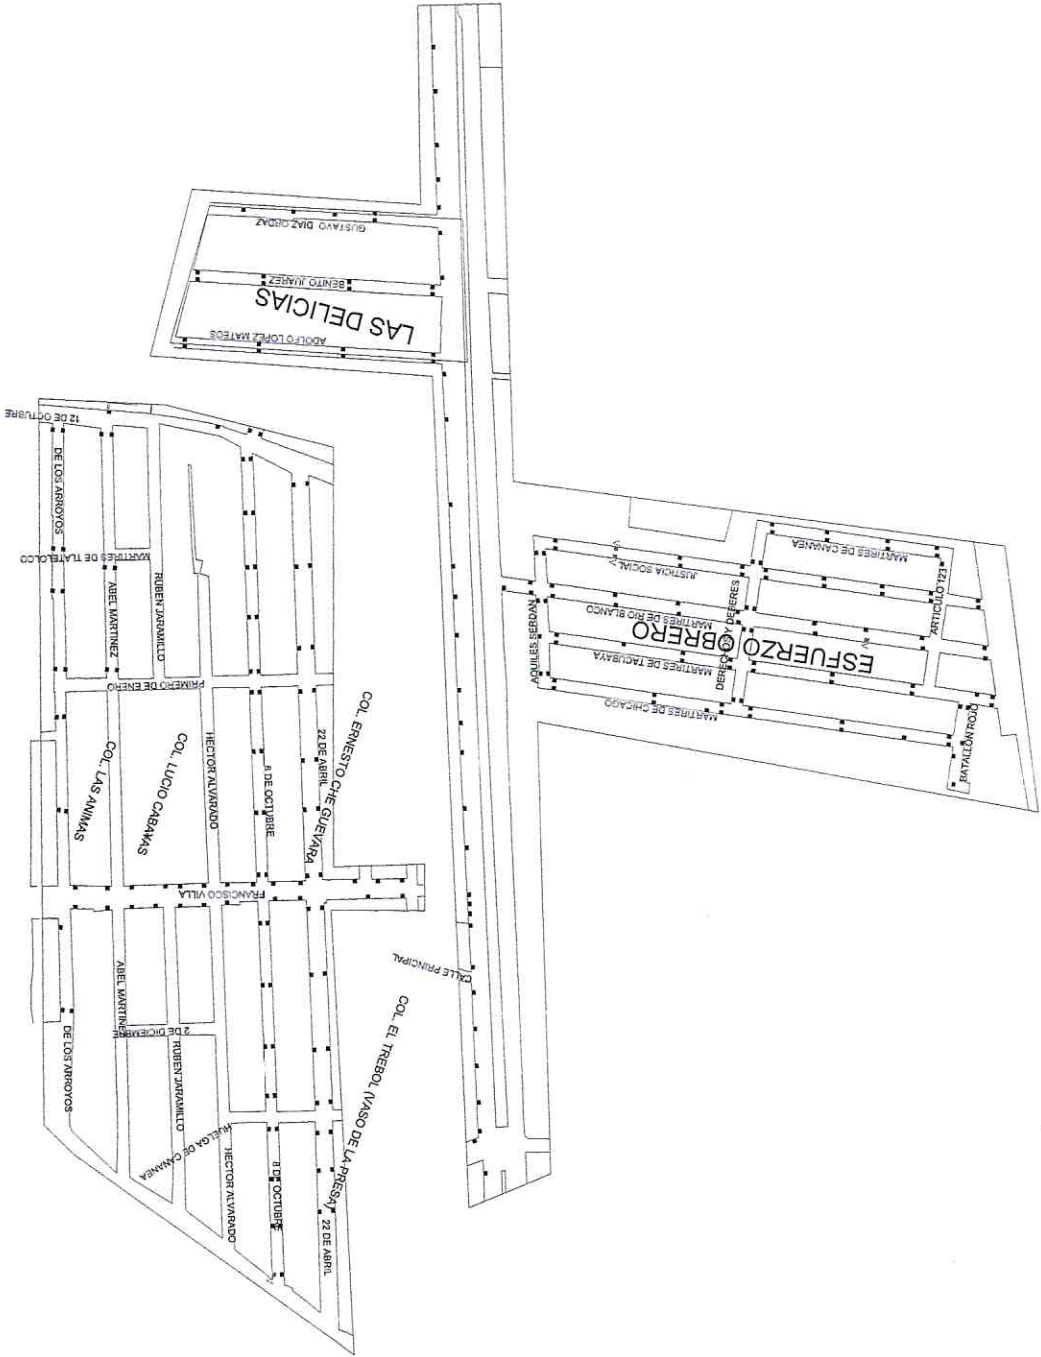 GUSTAVO DIAZ ORDAZ
BENITO JUAREZ
LAS DELICIAS
ADOLFO LOPEZ MATEOS
12 DE OCTUBRE
DE LOS ARROYOS
MARTIRES DE TLATELOLCO
ABEL MARTINEZ
RUBEN JARAMILLO
PRIMERO DE ENERO
COL. LAS ANIMAS
COL. LUCIO CABAÑAS
HECTOR ALVARADO
8 DE OCTUBRE
22 DE ABRIL
COL. ERNESTO CHE GUEVARA
FRANCISCO VILLA
CALLE PRINCIPAL
ABEL MARTINEZ
2 DE DICIEMBRE
DE LOS ARROYOS
RUBEN JARAMILLO
HUELGA DE CANANEA
HECTOR ALVARADO
8 DE OCTUBRE
22 DE ABRIL
COL. EL TREBOL (VASO DE LA PRESA)
MARTIRES DE CANANEA
JUSTICIA SOCIAL
ARTICULO 123
AQUILES SERDAN
MARTIRES DE RIO BLANCO
DERECHOS Y DEBERES
ESFUERZO OBRERO
MARTIRES DE TACUBAYA
MARTIRES DE CHICAGO
BATALLON ROJO